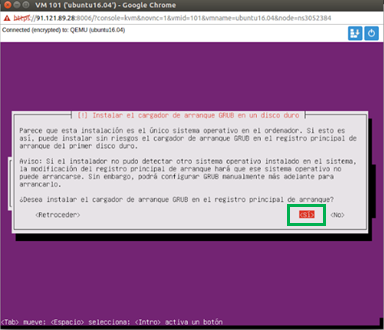 VM 101 ('ubuntu16.04') - Google Chrome
https://91.121.89.28:8006/?console=kvm&novnc=1&vmid=101&vmname=ubuntu16.04&node=ns3052384
Connected (encrypted) to: QEMU (ubuntu16.04)
[!] Instalar el cargador de arranque GRUB en un disco duro
Parece que esta instalación es el único sistema operativo en el ordenador. Si esto es
así, puede instalar sin riesgos el cargador de arranque GRUB en el registro principal de
arranque del primer disco duro.
Aviso: Si el instalador no pudo detectar otro sistema operativo instalado en el sistema,
la modificación del registro principal de arranque hará que ese sistema operativo no
puede arrancarse. Sin embargo, podrá configurar GRUB manualmente más adelante para
arrancarlo.
¿Desea instalar el cargador de arranque GRUB en el registro principal de arranque?
<Retroceder> <Sí> <No>
<Tab> mueve; <Espacio> selecciona; <Intro> activa un botón